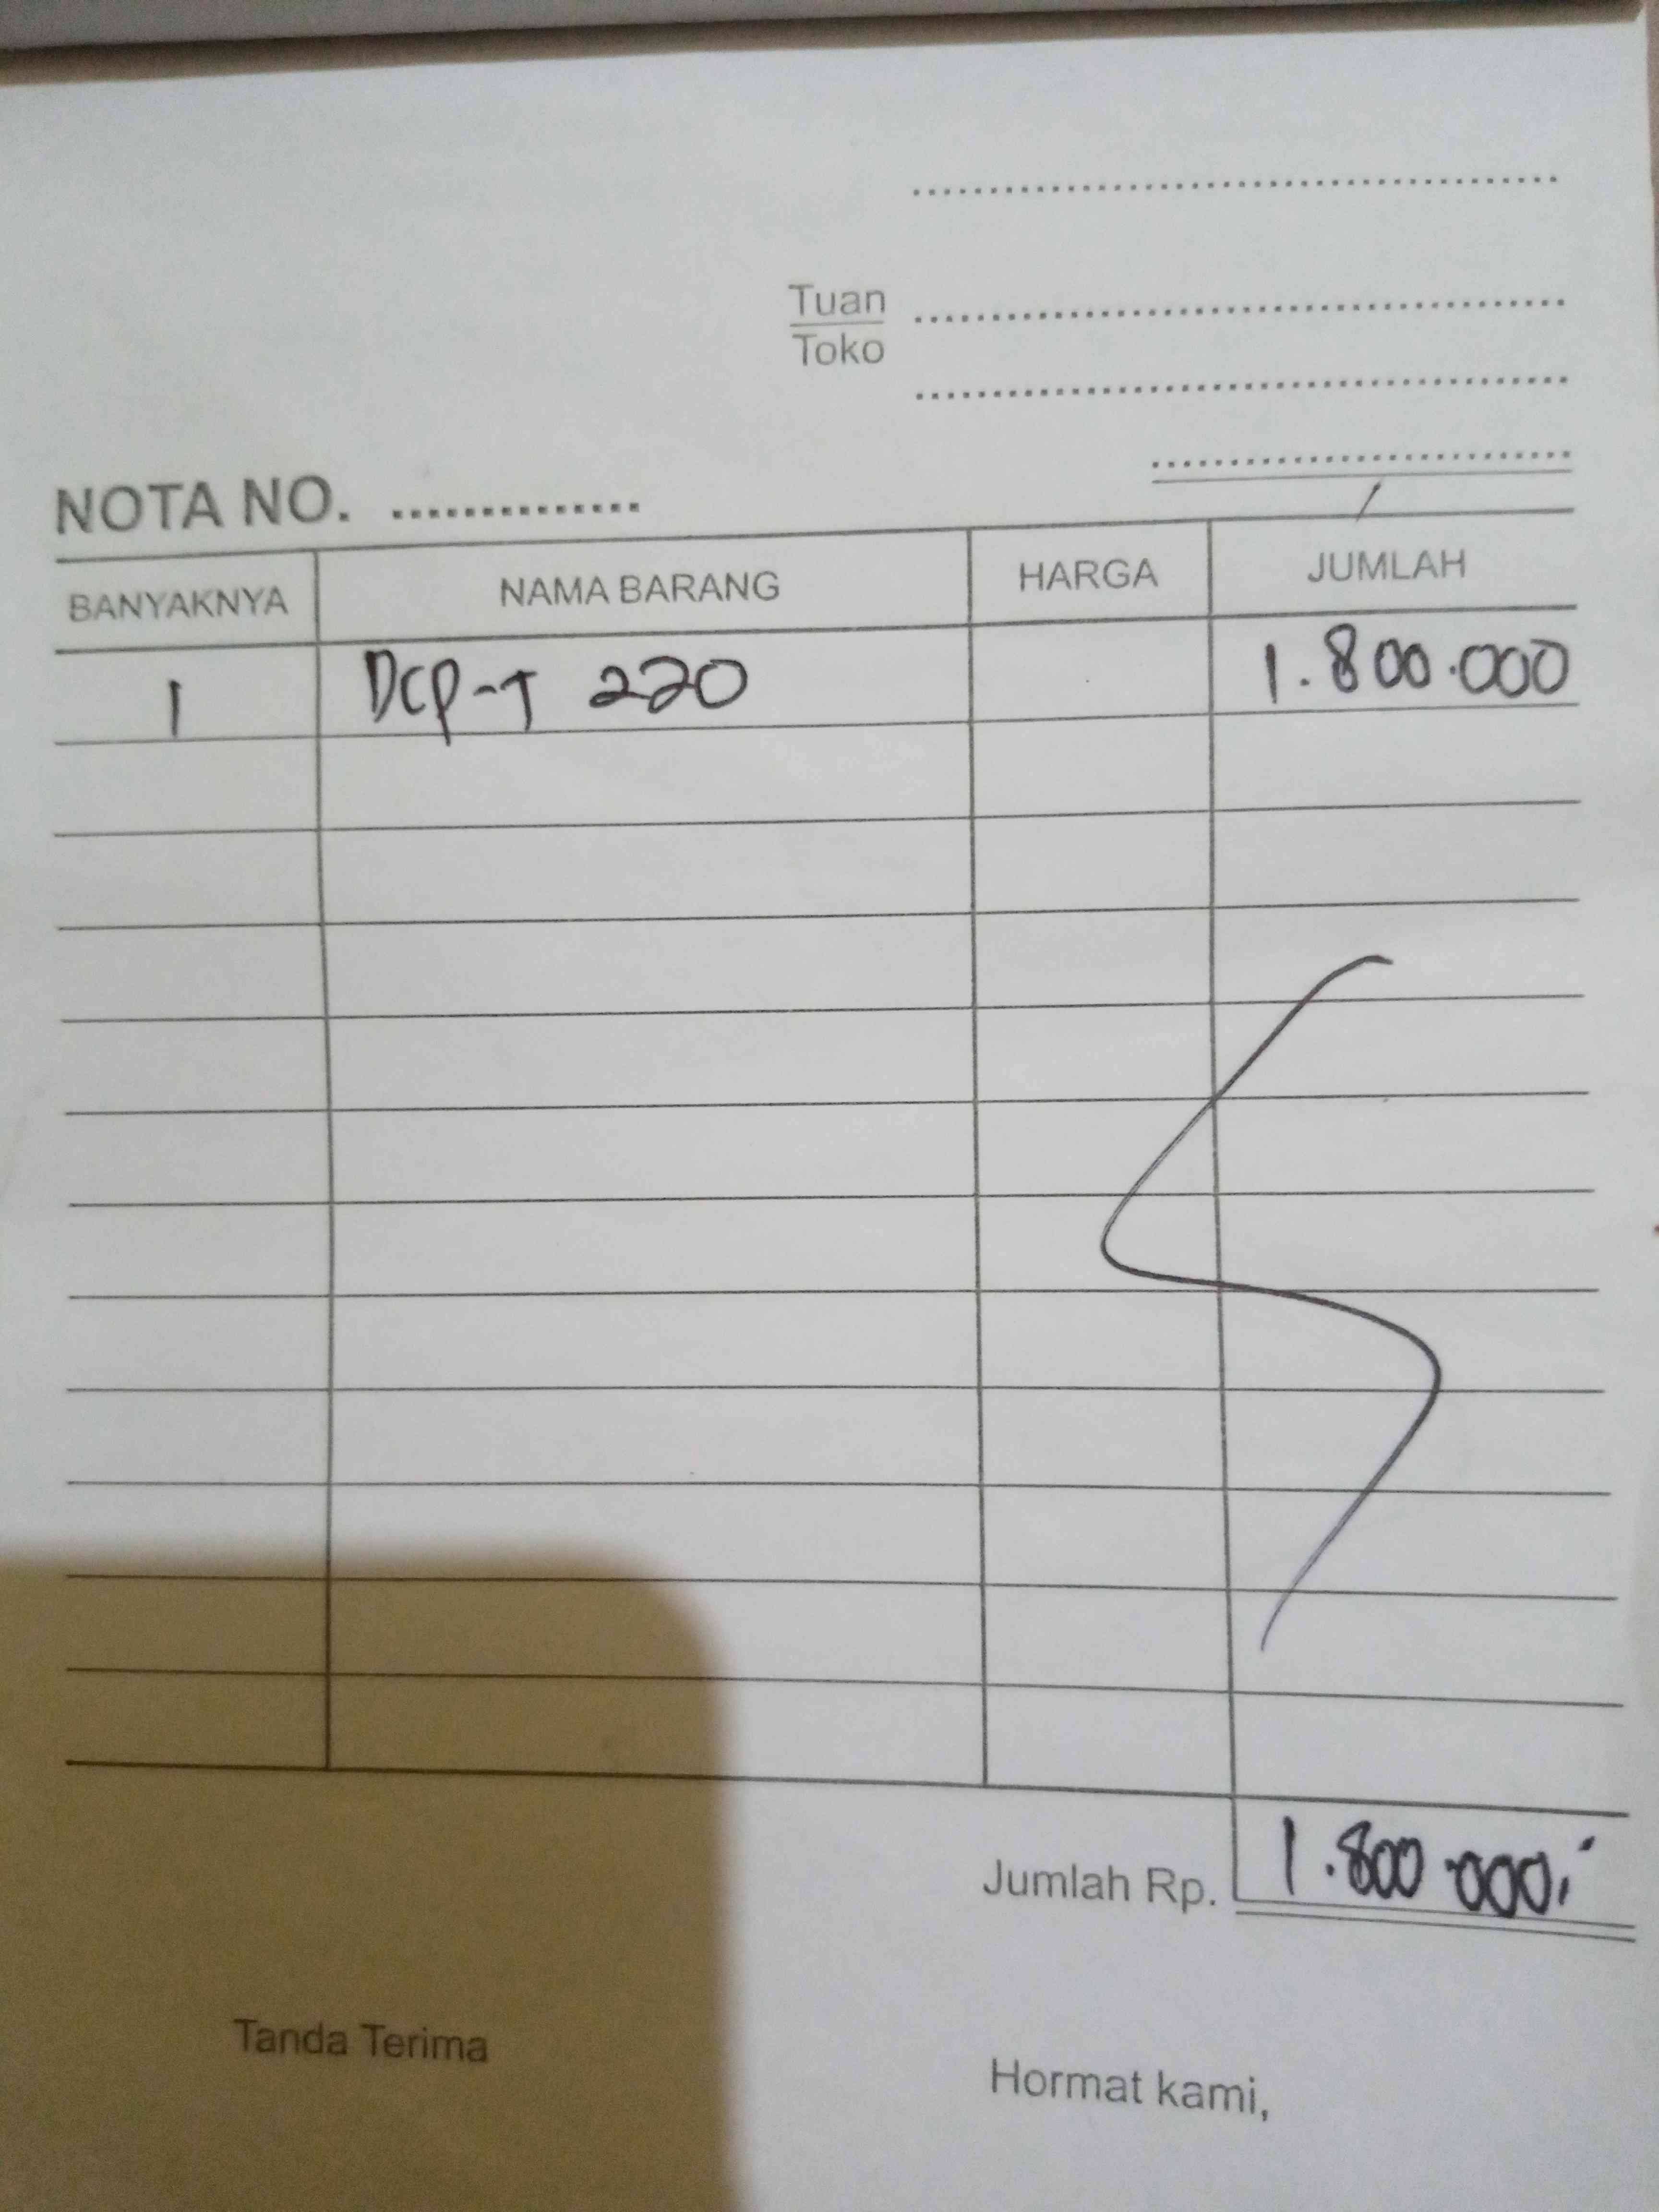 Tuan
Toko
NOTA NO. ..............
BANYAKNYA NAMA BARANG HARGA JUMLAH
1 DCP-T 220 1.800.000
Jumlah Rp. 1.800.000,-
Tanda Terima
Hormat kami,